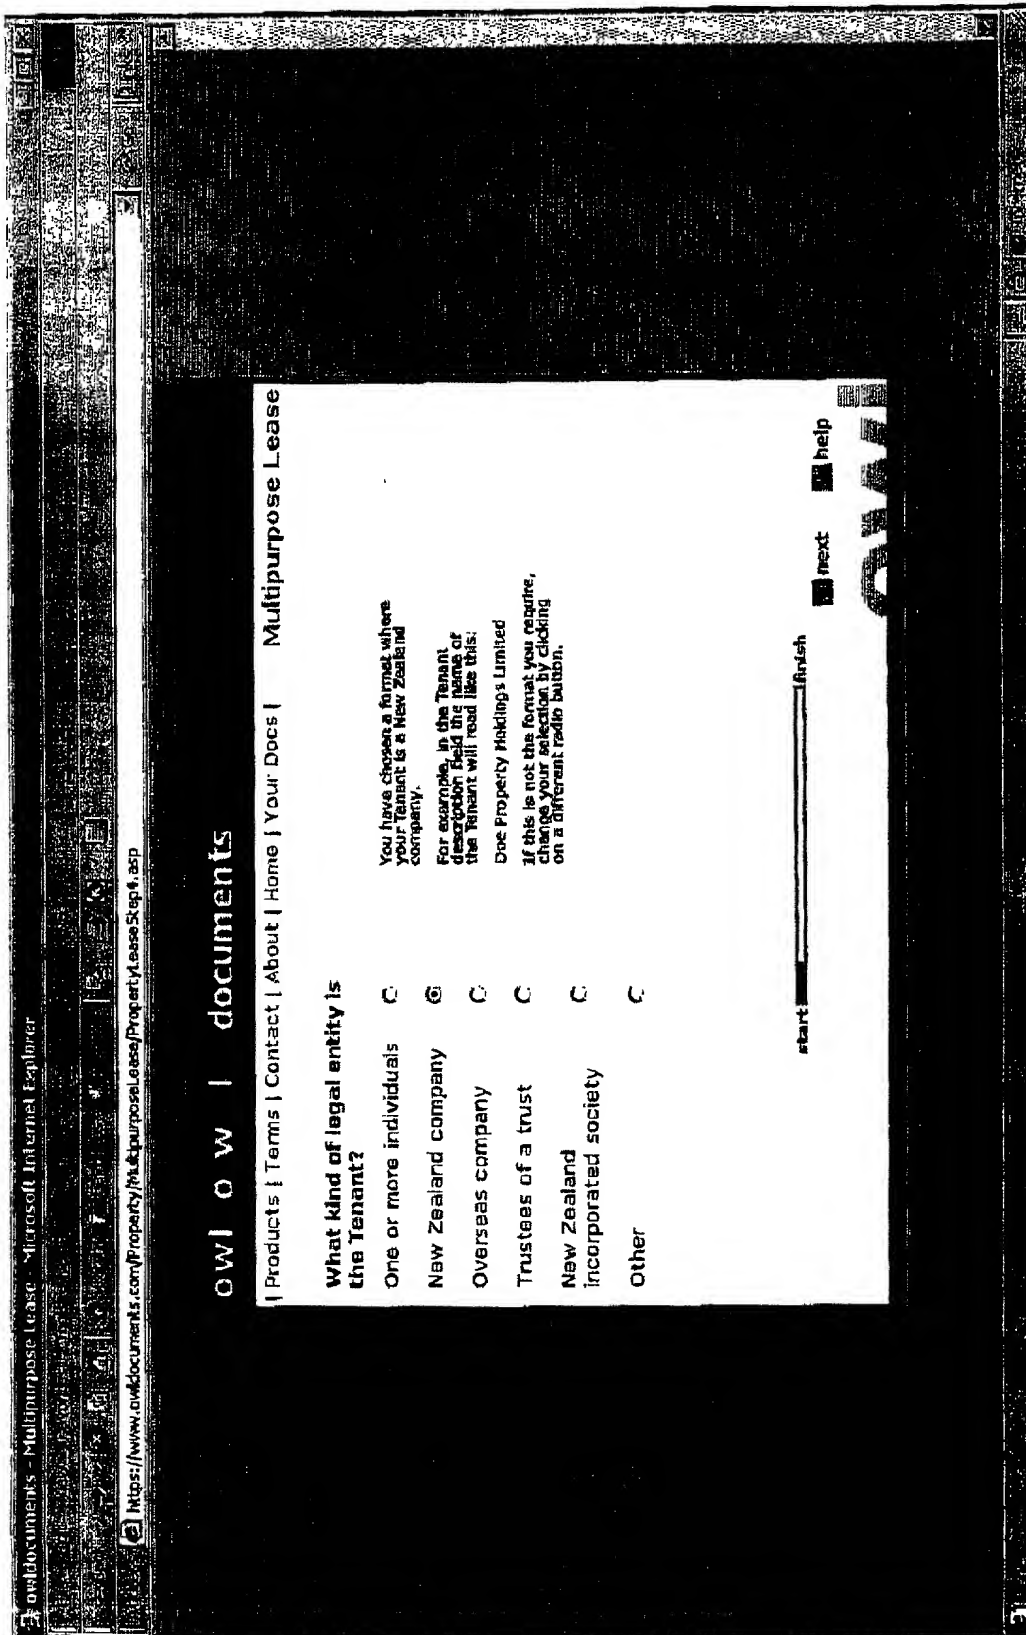 owldocuments - Multipurpose Lease - Microsoft Internet Explorer
https://www.owldocuments.com/Property/MultipurposeLease/PropertyLeaseStep4.asp
owl o w l documents
| Products | Terms | Contact | About | Home | Your Docs | Multipurpose Lease
What kind of legal entity is
the Tenant?
One or more individuals
New Zealand company
Overseas company
Trustees of a trust
New Zealand
incorporated society
Other
You have chosen a format where
your Tenant is a New Zealand
company.
For example, in the Tenant
description field the name of
the Tenant will read like this:
Doe Property Holdings Limited
If this is not the format you require,
change your selection by clicking
on a different radio button.
start finish
next help
owl